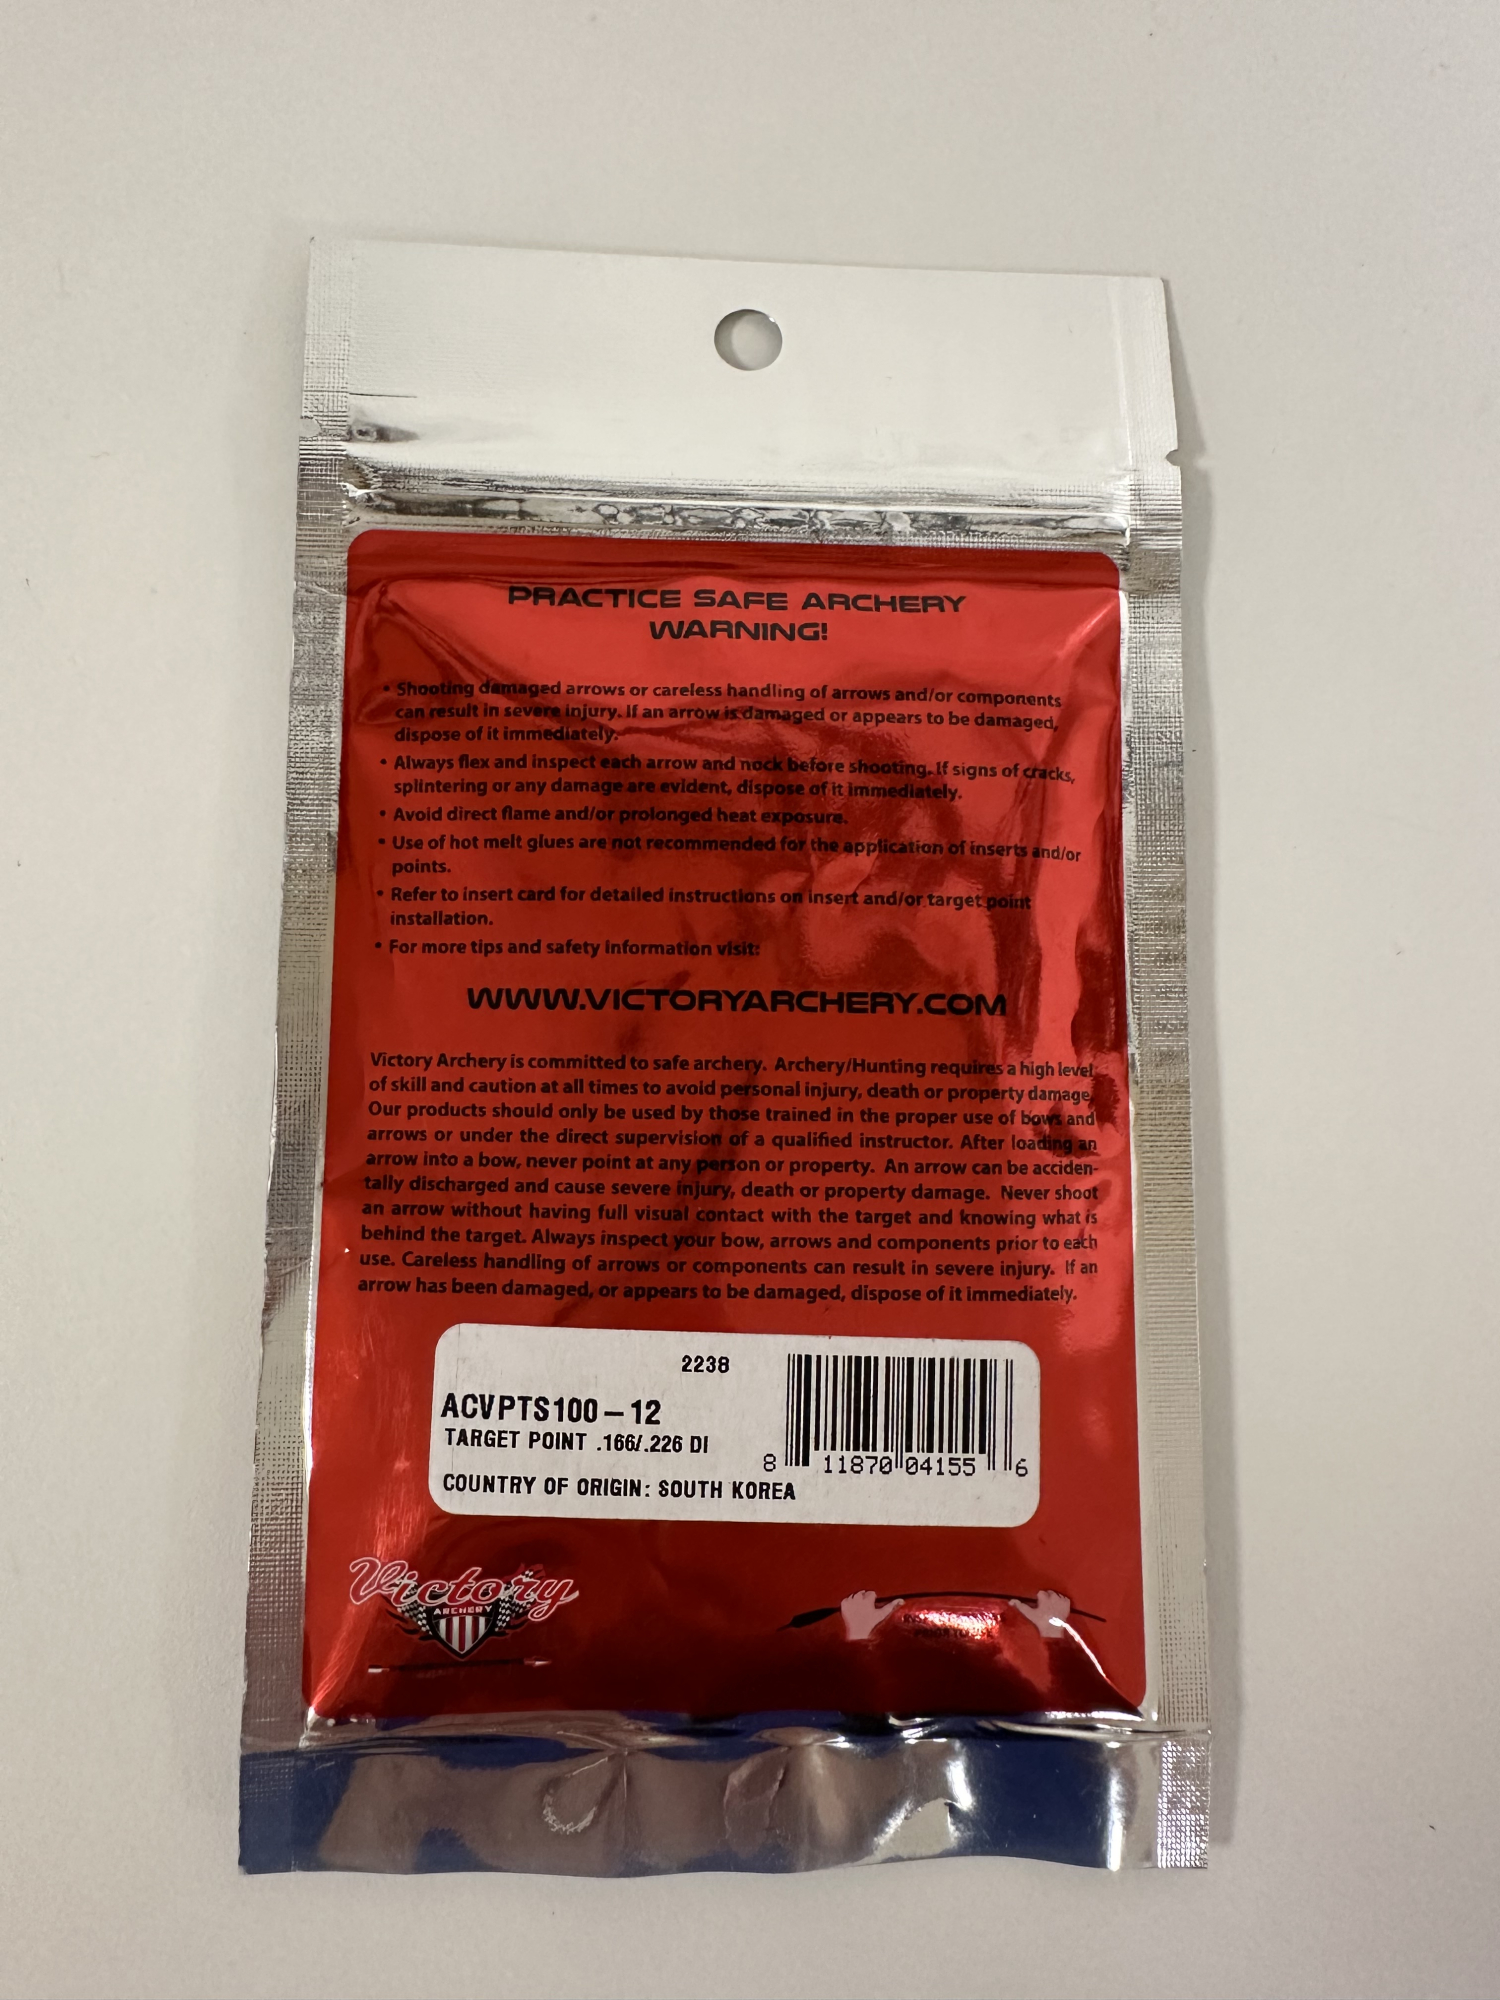 PRACTICE SAFE ARCHERY
WARNING!
• Shooting damaged arrows or careless handling of arrows and/or components
can result in severe injury. If an arrow is damaged or appears to be damaged,
dispose of it immediately.
• Always flex and inspect each arrow and nock before shooting. If signs of cracks,
splintering or any damage are evident, dispose of it immediately.
• Avoid direct flame and/or prolonged heat exposure.
• Use of hot melt glues are not recommended for the application of inserts and/or
points.
• Refer to insert card for detailed instructions on insert and/or target point
installation.
• For more tips and safety information visit:
WWW.VICTORYARCHERY.COM
Victory Archery is committed to safe archery. Archery/Hunting requires a high level
of skill and caution at all times to avoid personal injury, death or property damage.
Our products should only be used by those trained in the proper use of bows and
arrows or under the direct supervision of a qualified instructor. After loading an
arrow into a bow, never point at any person or property. An arrow can be acciden-
tally discharged and cause severe injury, death or property damage. Never shoot
an arrow without having full visual contact with the target and knowing what is
behind the target. Always inspect your bow, arrows and components prior to each
use. Careless handling of arrows or components can result in severe injury. If an
arrow has been damaged, or appears to be damaged, dispose of it immediately.
2238
ACVPTS100-12
TARGET POINT .166/.226 DI
8 11870 04155 6
COUNTRY OF ORIGIN: SOUTH KOREA
Victory
ARCHERY